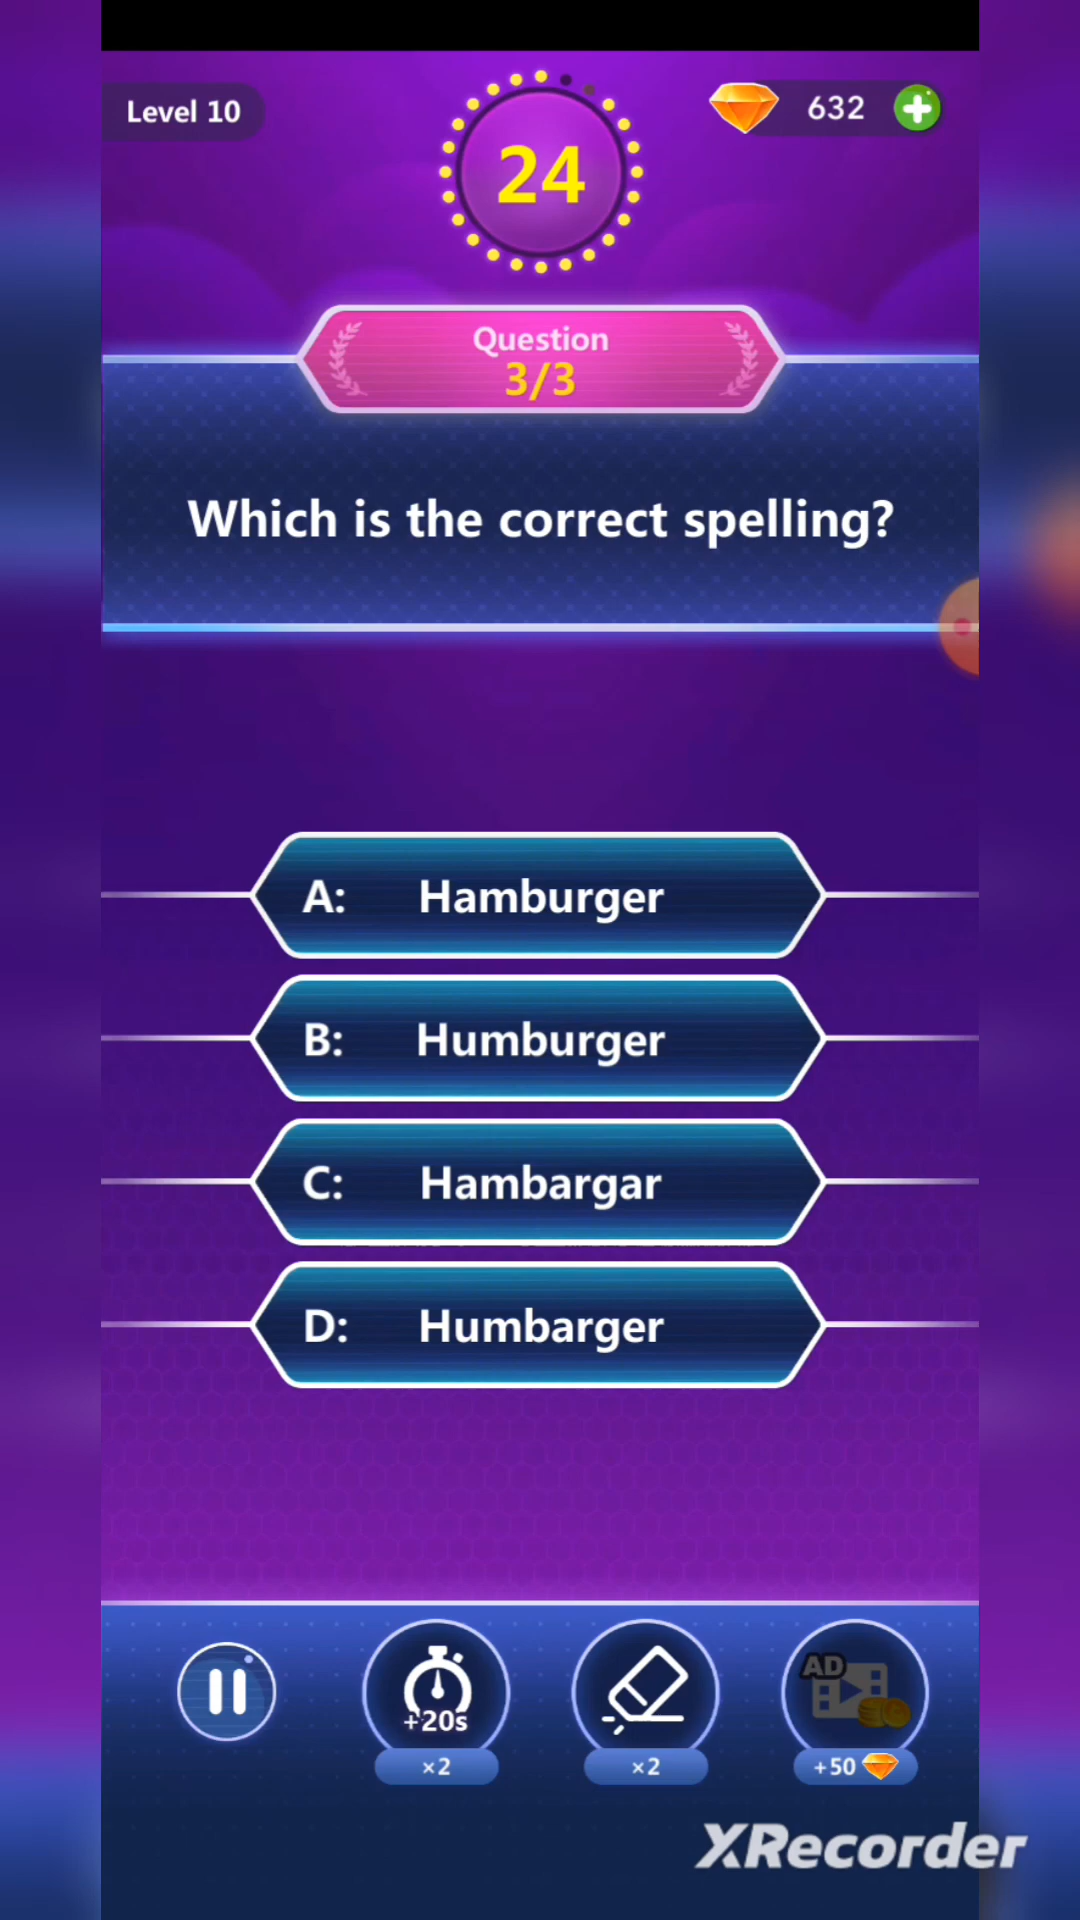 Level 10
24
632
Question
3/3
Which is the correct spelling?
A: Hamburger
B: Humburger
C: Hambargar
D: Humbarger
+20s
AD
×2
×2
+50
XRecorder